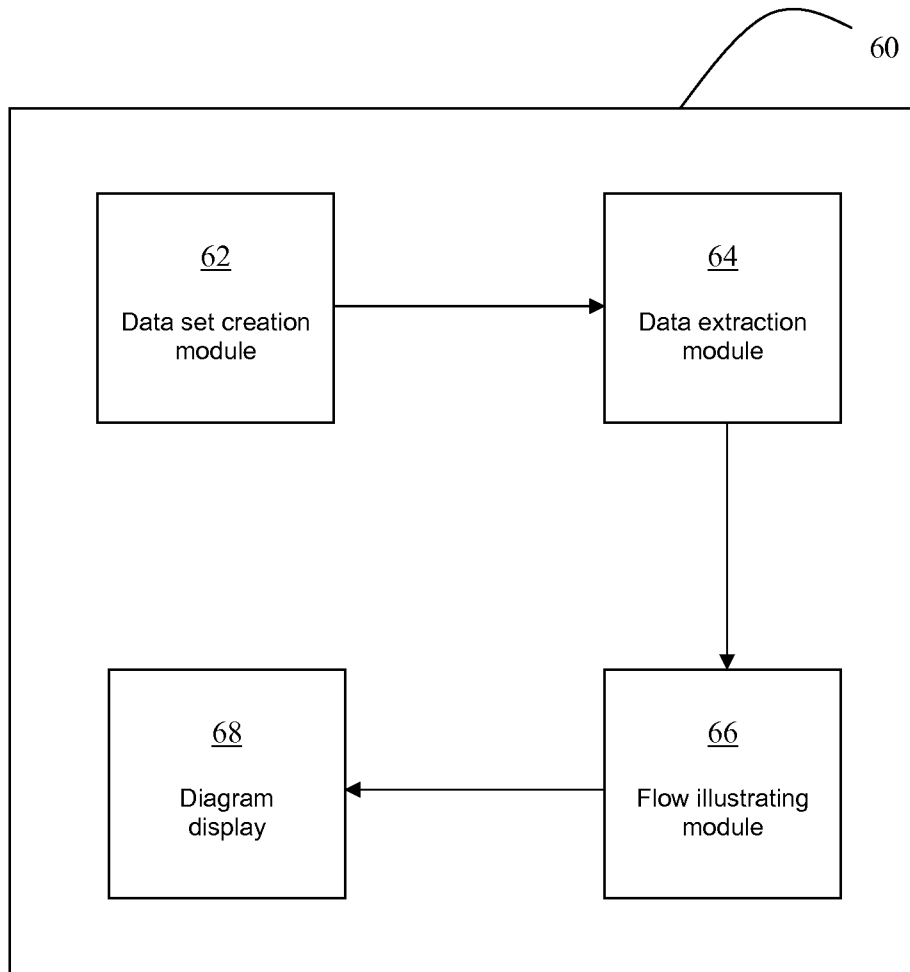 60
62
Data set creation
module
64
Data extraction
module
68
Diagram
display
66
Flow illustrating
module